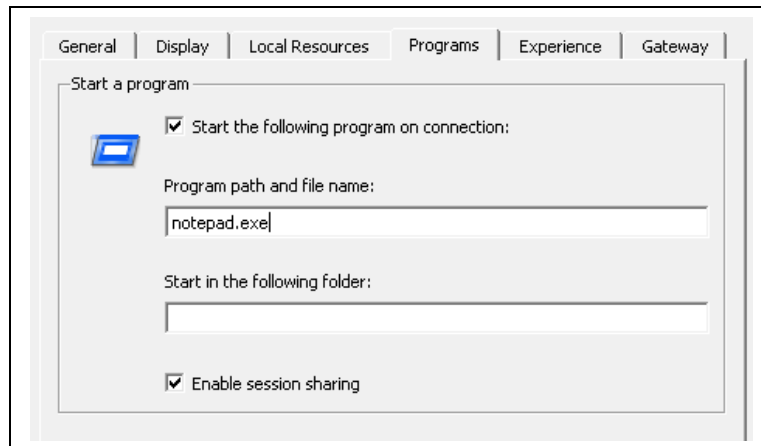 General Display Local Resources Programs Experience Gateway
Start a program
Start the following program on connection:
Program path and file name:
notepad.exe
Start in the following folder:
Enable session sharing